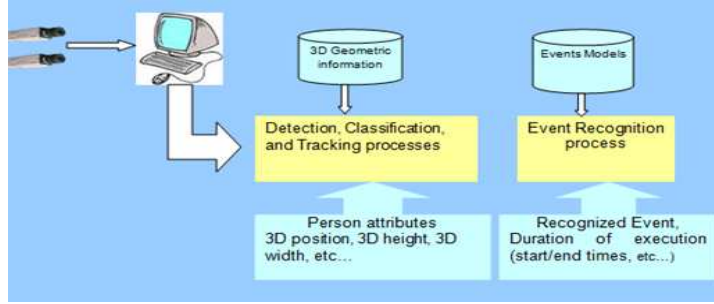 3D Geometric
information
Events Models
Detection, Classification,
and Tracking processes
Event Recognition
process
Person attributes
3D position, 3D height, 3D
width, etc...
Recognized Event,
Duration of execution
(start/end times, etc...)